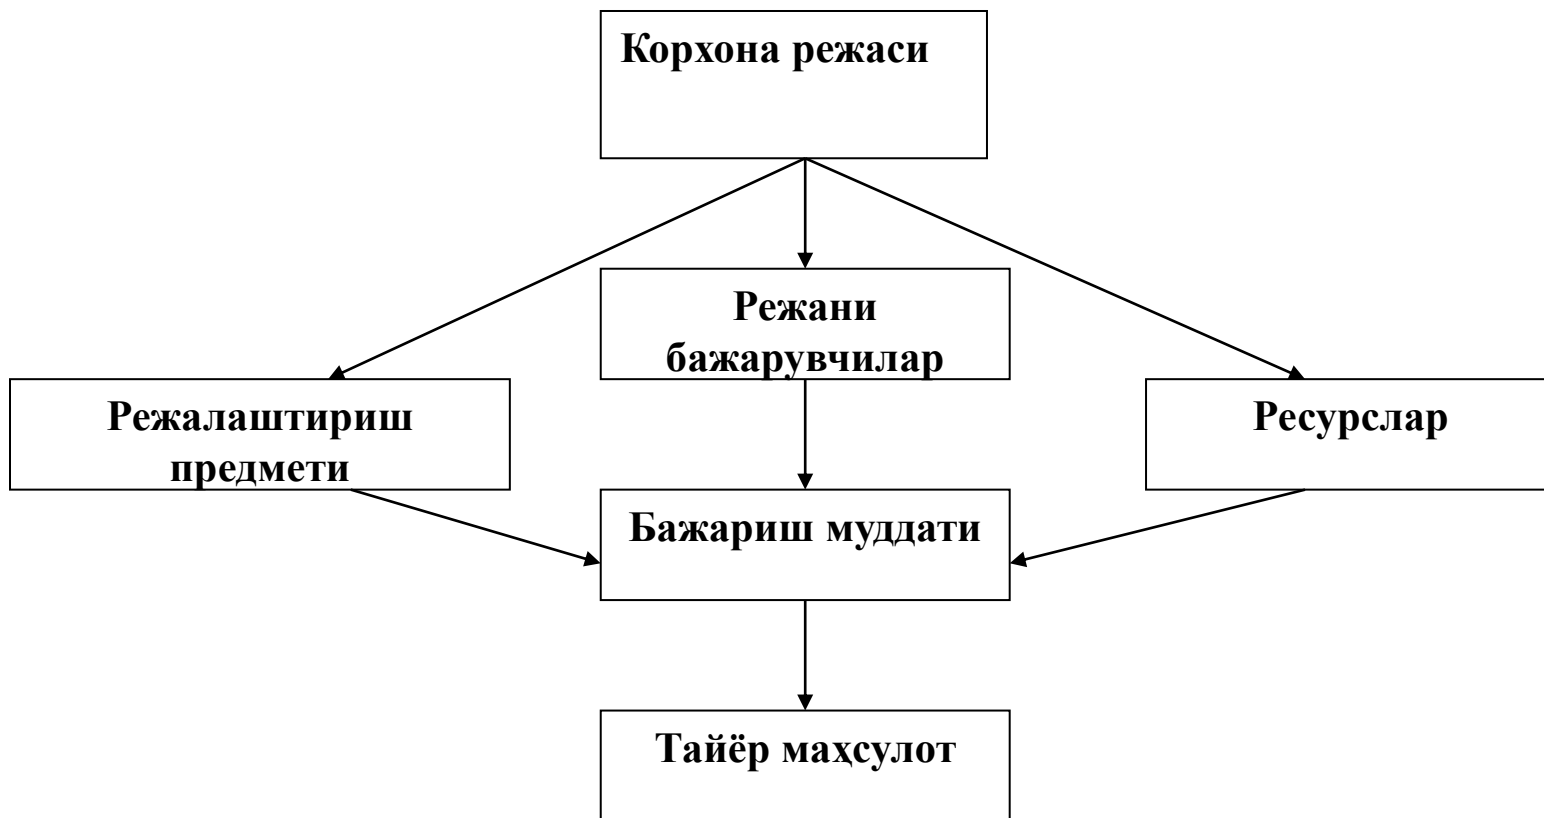 Корхона режаси
Режани
бажарувчилар
Режалаштириш
предмети
Ресурслар
Бажариш муддати
Тайёр маҳсулот